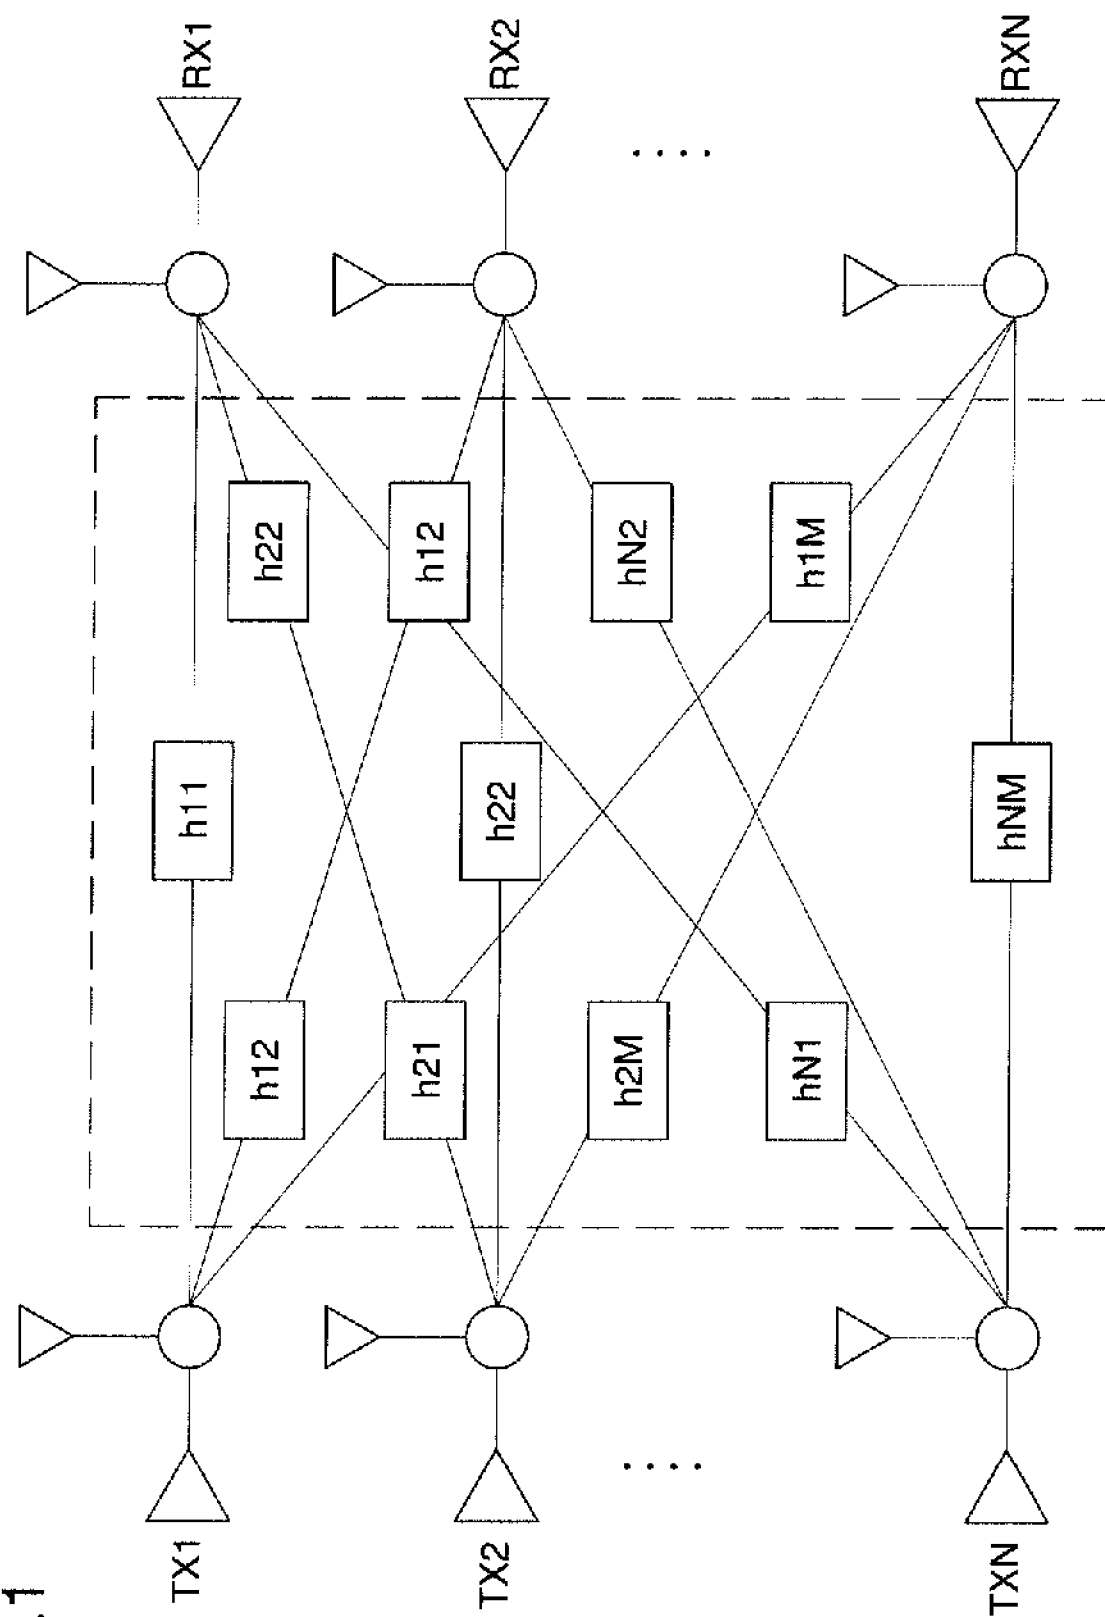 .1
TX1
h11
RX1
h12
h22
h21
h12
TX2
h22
RX2
h2M
hN2
....
....
hN1
h1M
TXN
hNM
RXN